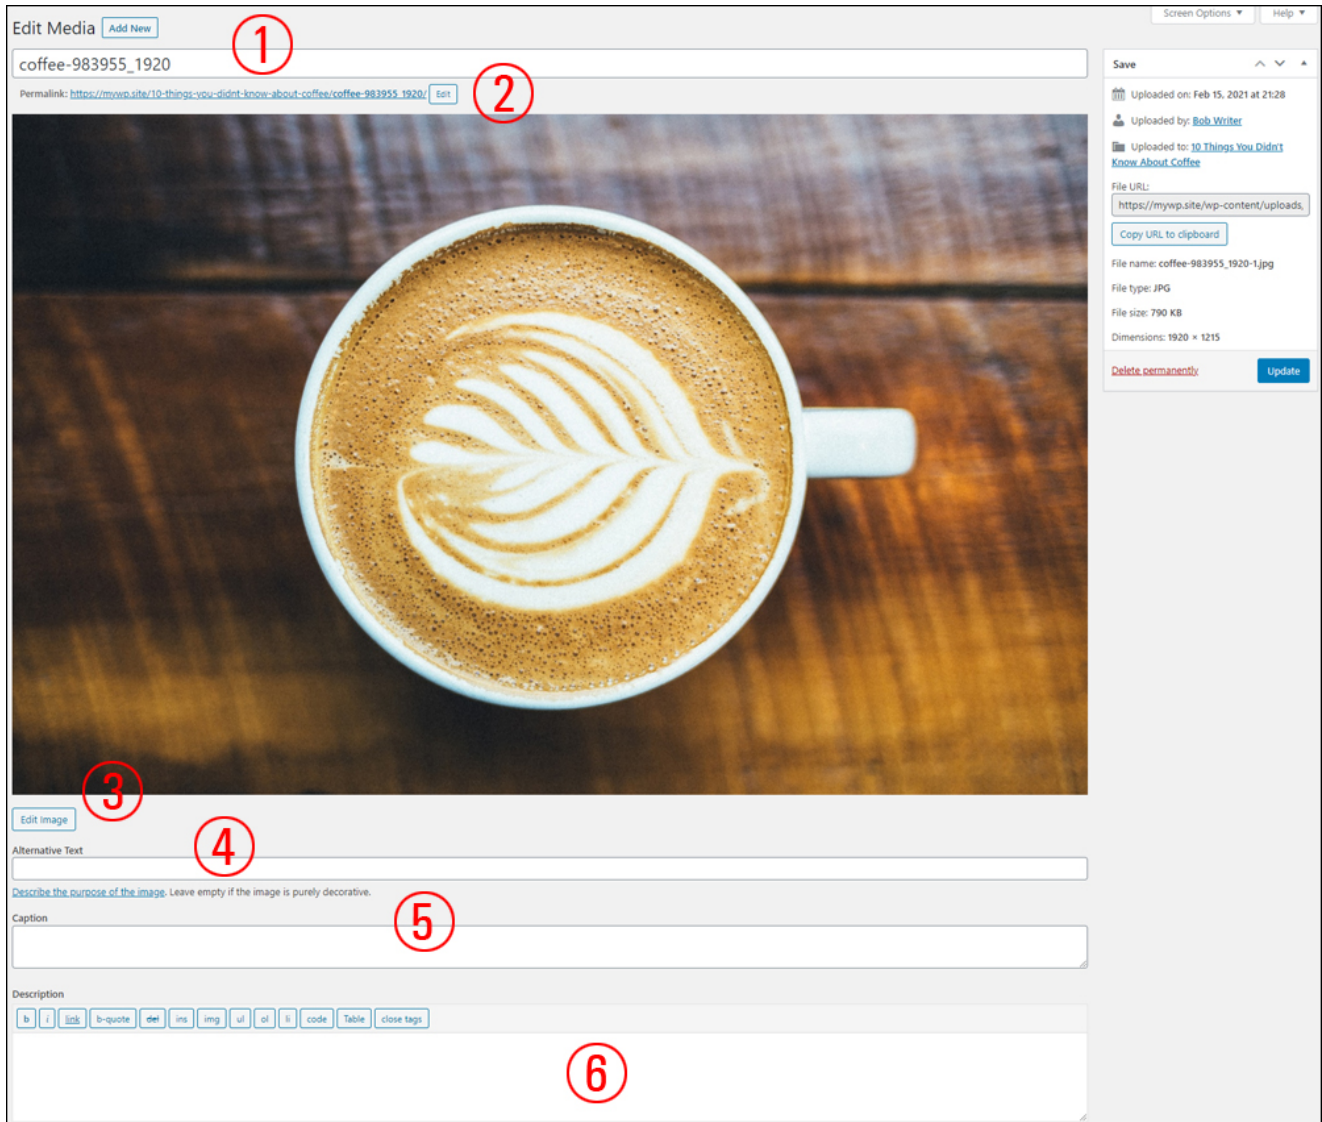 Screen Options ▼ Help ▼
Edit Media Add New
①
coffee-983955_1920
Permalink: https://mywp.site/10-things-you-didnt-know-about-coffee/coffee-983955_1920/ Edit
②
③
Edit Image
④
Alternative Text
Describe the purpose of the image. Leave empty if the image is purely decorative.
⑤
Caption
Description
b i link b-quote del ins img ul ol li code Table close tags
⑥
Save
Uploaded on: Feb 15, 2021 at 21:28
Uploaded by: Bob Writer
Uploaded to: 10 Things You Didn't
Know About Coffee
File URL:
https://mywp.site/wp-content/uploads,
Copy URL to clipboard
File name: coffee-983955_1920-1.jpg
File type: JPG
File size: 790 KB
Dimensions: 1920 × 1215
Delete permanently Update